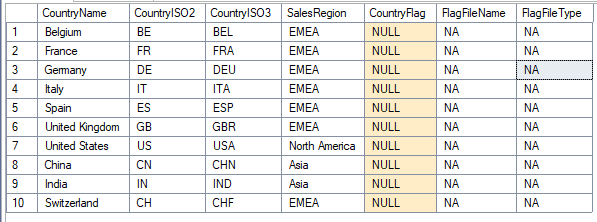 CountryName CountryISO2 CountryISO3 SalesRegion CountryFlag FlagFileName FlagFileType
1 Belgium BE BEL EMEA NULL NA NA
2 France FR FRA EMEA NULL NA NA
3 Germany DE DEU EMEA NULL NA NA
4 Italy IT ITA EMEA NULL NA NA
5 Spain ES ESP EMEA NULL NA NA
6 United Kingdom GB GBR EMEA NULL NA NA
7 United States US USA North America NULL NA NA
8 China CN CHN Asia NULL NA NA
9 India IN IND Asia NULL NA NA
10 Switzerland CH CHF EMEA NULL NA NA